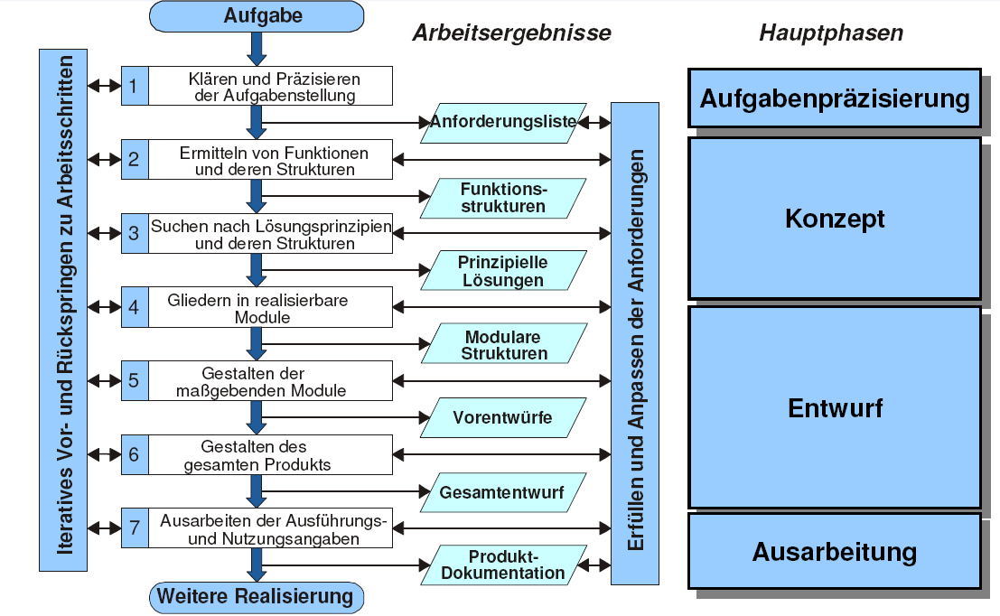 Aufgabe
Arbeitsergebnisse
Hauptphasen
Iteratives Vor- und Rückspringen zu Arbeitsschritten
1
Klären und Präzisieren
der Aufgabenstellung
Anforderungsliste
2
Ermitteln von Funktionen
und deren Strukturen
Funktions-
strukturen
3
Suchen nach Lösungsprinzipien
und deren Strukturen
Prinzipielle
Lösungen
4
Gliedern in realisierbare
Module
Modulare
Strukturen
5
Gestalten der
maßgebenden Module
Vorentwürfe
6
Gestalten des
gesamten Produkts
Gesamtentwurf
7
Ausarbeiten der Ausführungs-
und Nutzungsangaben
Produkt-
Dokumentation
Weitere Realisierung
Erfüllen und Anpassen der Anforderungen
Aufgabenpräzisierung
Konzept
Entwurf
Ausarbeitung